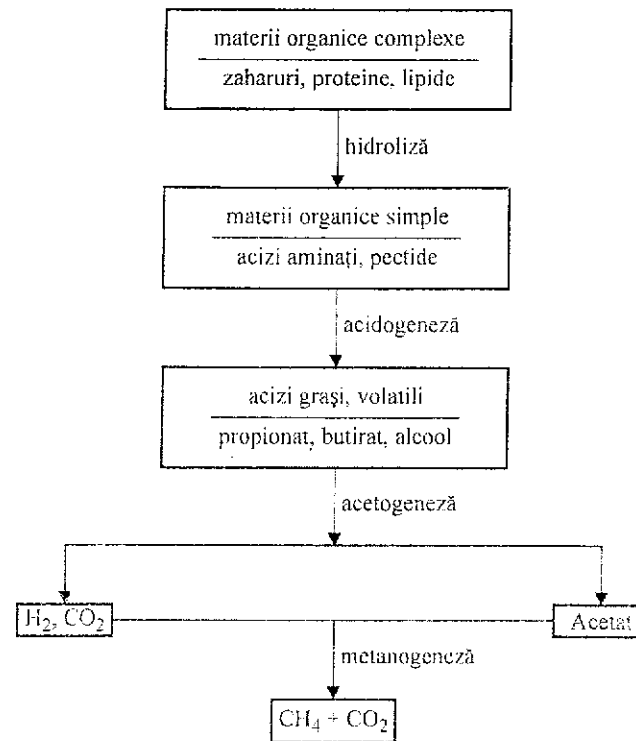 materii organice complexe
zaharuri, proteine, lipide
hidroliză
materii organice simple
acizi aminați, pectide
acidogeneză
acizi grași, volatili
propionat, butirat, alcool
acetogeneză
H₂, CO₂
Acetat
metanogeneză
CH₄ + CO₂